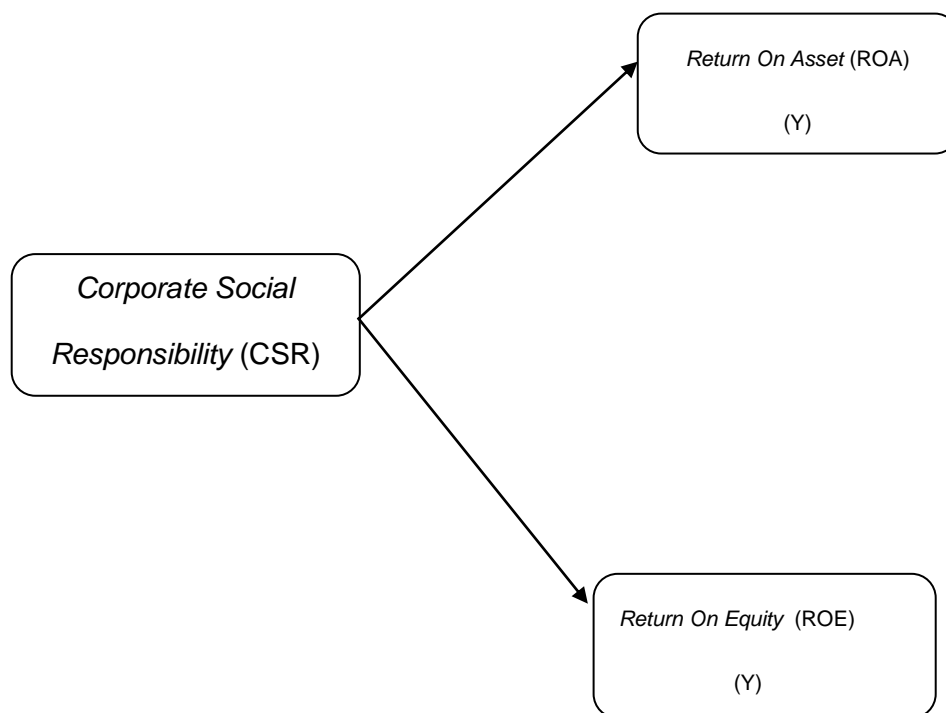 Return On Asset (ROA)
(Y)
Corporate Social
Responsibility (CSR)
Return On Equity (ROE)
(Y)